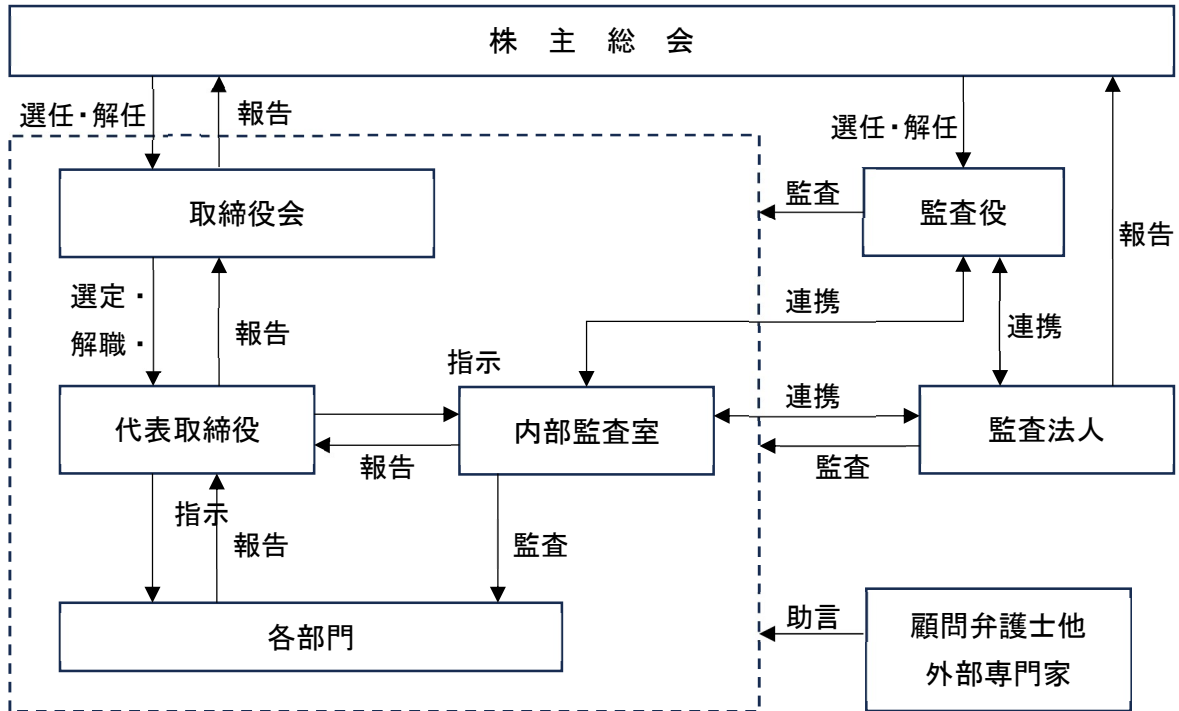 株 主 総 会
選任・解任
報告
選任・解任
取締役会
監査
監査役
報告
選定・
解職・
報告
連携
連携
指示
代表取締役
内部監査室
連携
監査法人
報告
監査
指示
報告
監査
各部門
助言
顧問弁護士他
外部専門家